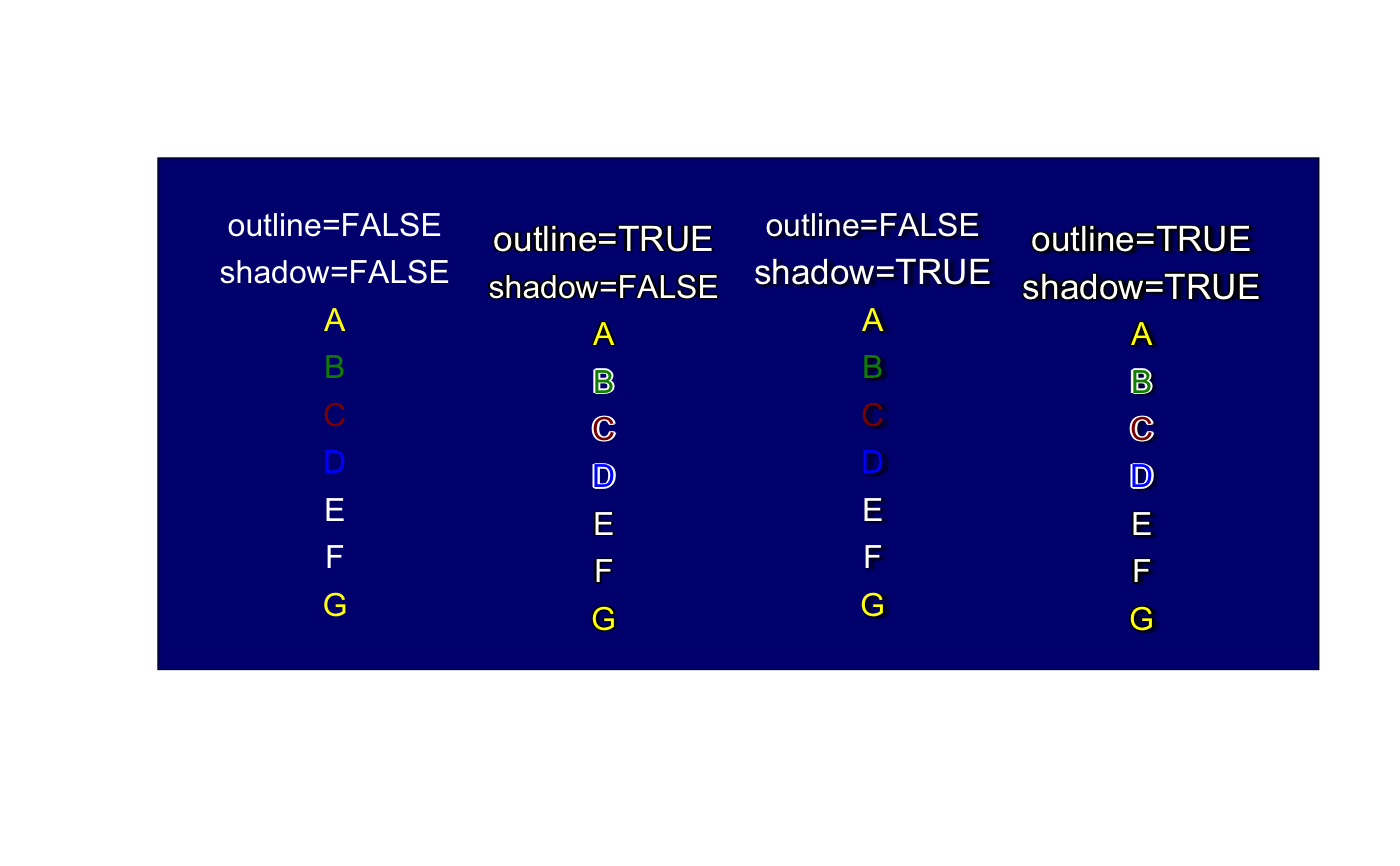 outline=FALSE
shadow=FALSE
A
B
C
D
E
F
G
outline=TRUE
shadow=FALSE
A
B
C
D
E
F
G
outline=FALSE
shadow=TRUE
A
B
C
D
E
F
G
outline=TRUE
shadow=TRUE
A
B
C
D
E
F
G